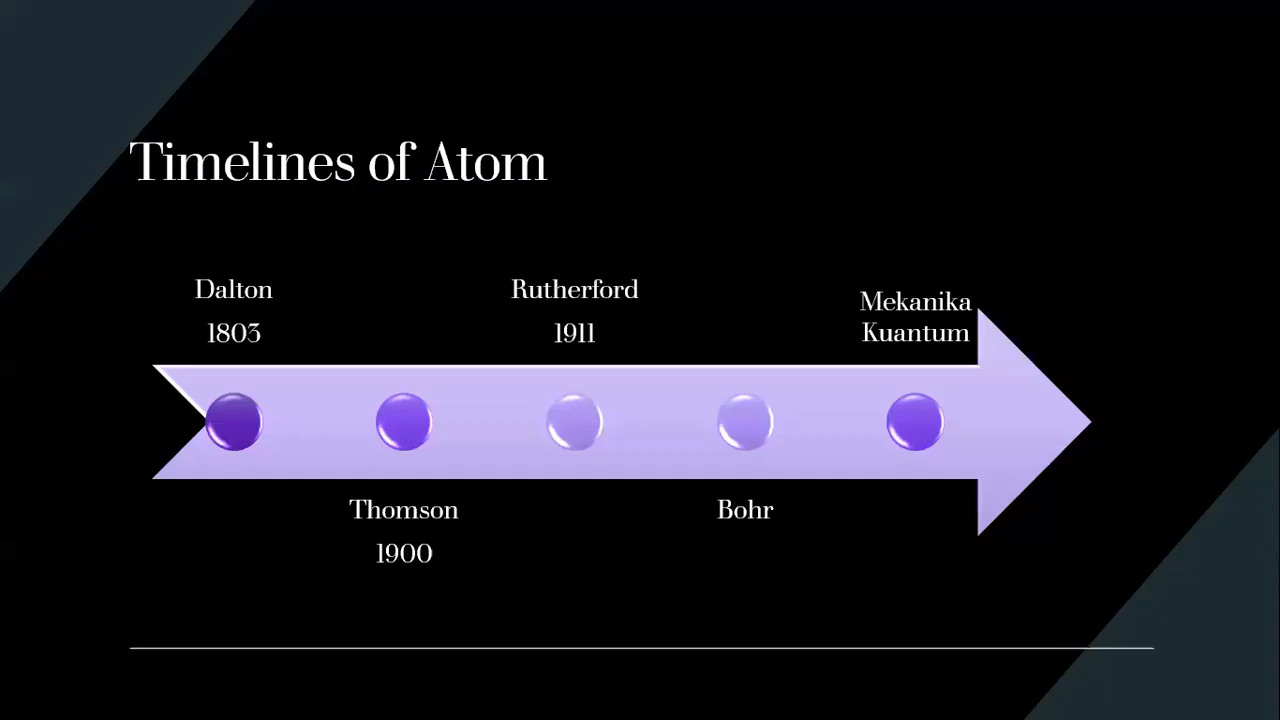 Timelines of Atom
Dalton
1803
Thomson
1900
Rutherford
1911
Bohr
Mekanika
Kuantum